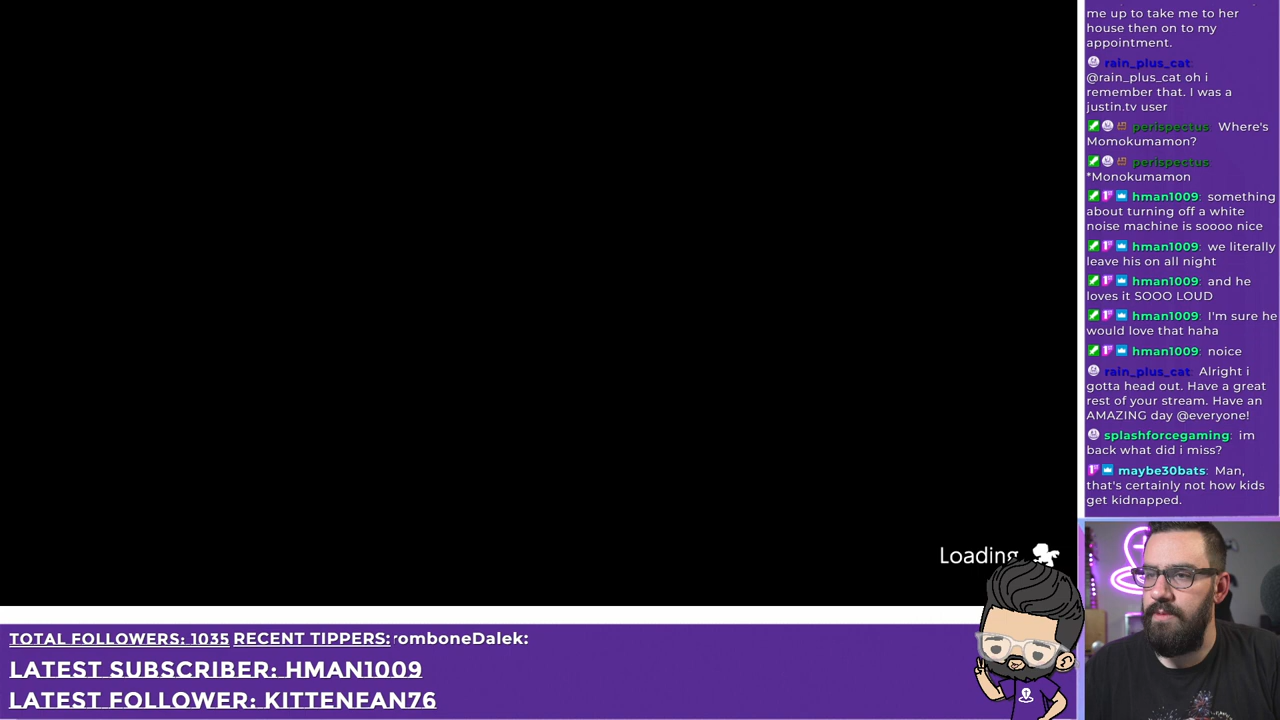 me up to take me to her
house then on to my
appointment.
rain_plus_cat:
@rain_plus_cat oh i
remember that. I was a
justin.tv user
perispectus: Where's
Momokumamon?
perispectus:
*Monokumamon
hman1009: something
about turning off a white
noise machine is soooo nice
hman1009: we literally
leave his on all night
hman1009: and he
loves it SOOO LOUD
hman1009: I'm sure he
would love that haha
hman1009: noice
rain_plus_cat: Alright i
gotta head out. Have a great
rest of your stream. Have an
AMAZING day @everyone!
splashforcegaming: im
back what did i miss?
maybe30bats: Man,
that's certainly not how kids
get kidnapped.
Loading
TOTAL FOLLOWERS: 1035 RECENT TIPPERS: romboneDalek:
LATEST SUBSCRIBER: HMAN1009
LATEST FOLLOWER: KITTENFAN76